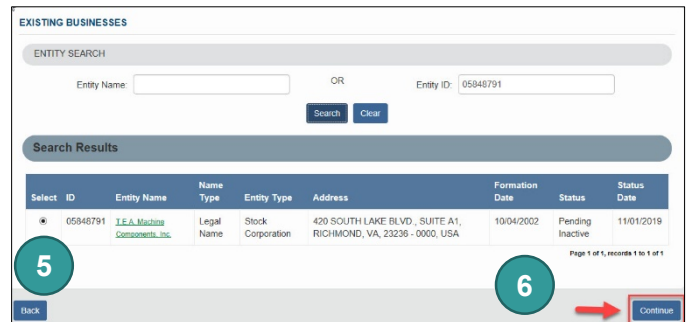 EXISTING BUSINESSES
ENTITY SEARCH
Entity Name: OR Entity ID: 05848791
Search Clear
Search Results
Select ID Entity Name Name Type Entity Type Address Formation Date Status Status Date
05848791 T.E.A. Machine Components, Inc. Legal Name Stock Corporation 420 SOUTH LAKE BLVD., SUITE A1, RICHMOND, VA, 23236 - 0000, USA 10/04/2002 Pending Inactive 11/01/2019
Page 1 of 1, records 1 to 1 of 1
5
6
Back Continue